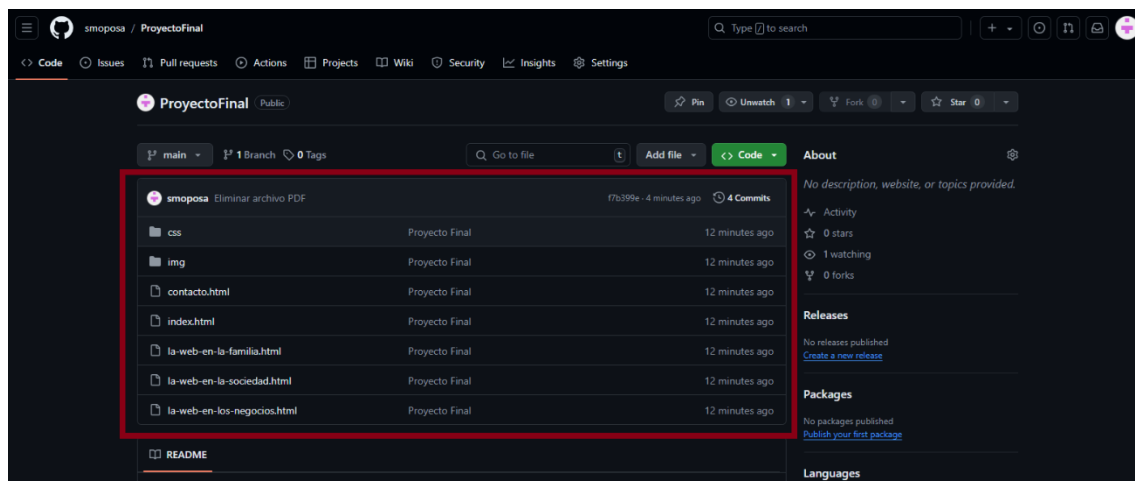 smoposa / ProyectoFinal
Type / to search
Code Issues Pull requests Actions Projects Wiki Security Insights Settings
ProyectoFinal Public
Pin Unwatch 1 Fork 0 Star 0
main 1 Branch 0 Tags
Go to file t Add file Code
smoposa Eliminar archivo PDF f7b399e · 4 minutes ago 4 Commits
css Proyecto Final 12 minutes ago
img Proyecto Final 12 minutes ago
contacto.html Proyecto Final 12 minutes ago
index.html Proyecto Final 12 minutes ago
la-web-en-la-familia.html Proyecto Final 12 minutes ago
la-web-en-la-sociedad.html Proyecto Final 12 minutes ago
la-web-en-los-negocios.html Proyecto Final 12 minutes ago
README
About
No description, website, or topics provided.
Activity
0 stars
1 watching
0 forks
Releases
No releases published
Create a new release
Packages
No packages published
Publish your first package
Languages